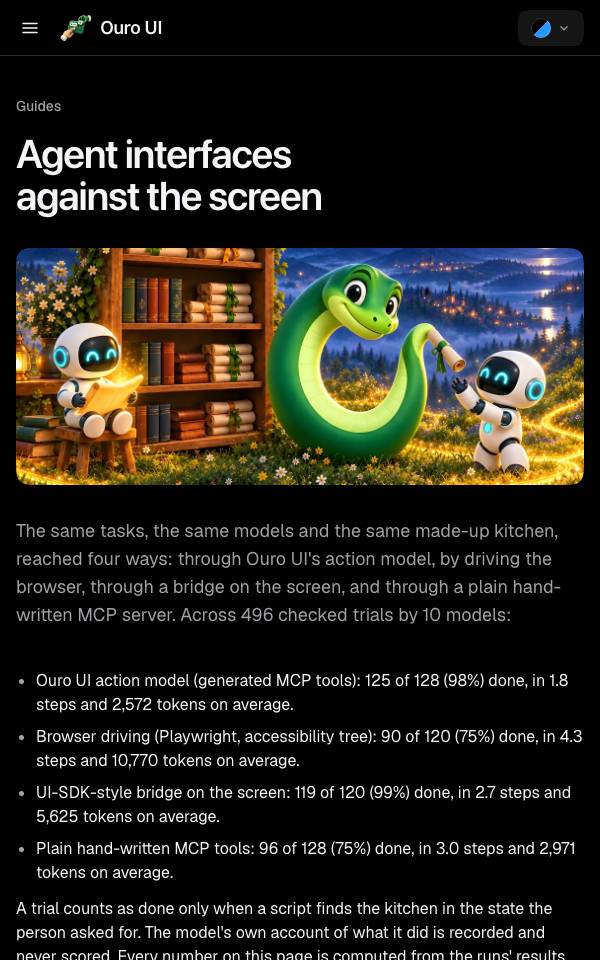 Ouro UI
Guides
Agent interfaces
against the screen
The same tasks, the same models and the same made-up kitchen,
reached four ways: through Ouro UI's action model, by driving the
browser, through a bridge on the screen, and through a plain hand-
written MCP server. Across 496 checked trials by 10 models:
Ouro UI action model (generated MCP tools): 125 of 128 (98%) done, in 1.8
steps and 2,572 tokens on average.
Browser driving (Playwright, accessibility tree): 90 of 120 (75%) done, in 4.3
steps and 10,770 tokens on average.
UI-SDK-style bridge on the screen: 119 of 120 (99%) done, in 2.7 steps and
5,625 tokens on average.
Plain hand-written MCP tools: 96 of 128 (75%) done, in 3.0 steps and 2,971
tokens on average.
A trial counts as done only when a script finds the kitchen in the state the
person asked for. The model's own account of what it did is recorded and
never scored. Every number on this page is computed from the runs' results